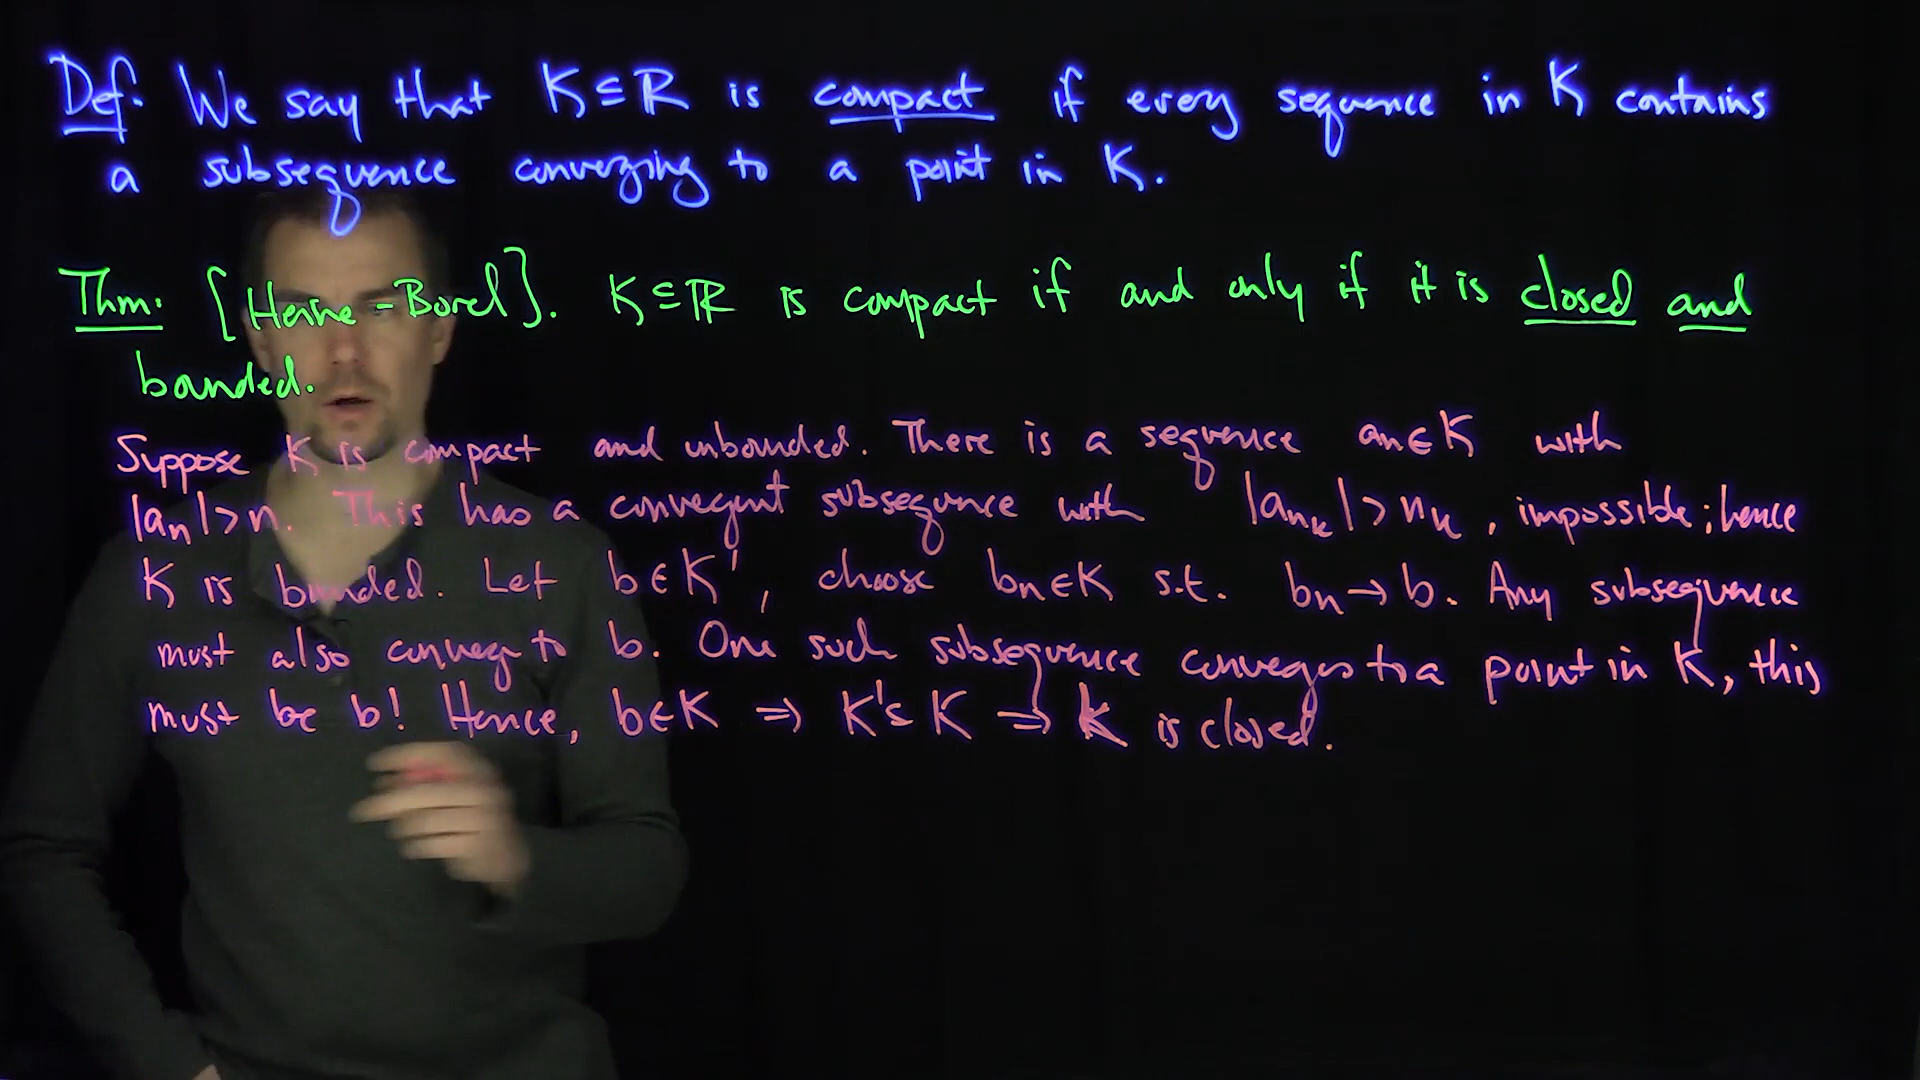 Def: We say that K⊆ℝ is compact if every sequence in K contains
a subsequence converging to a point in K.
Thm: [Heine-Borel]. K⊆ℝ is compact if and only if it is closed and
bounded.
Suppose K is compact and unbounded. There is a sequence aₙ∈K with
|aₙ|>n. This has a convergent subsequence with |aₙₖ|>nₖ, impossible; hence
K is bounded. Let b∈K', choose bₙ∈K s.t. bₙ→b. Any subsequence
must also converge to b. One such subsequence converges to a point in K, this
must be b! Hence, b∈K ⇒ K'⊆K ⇒ K is closed.